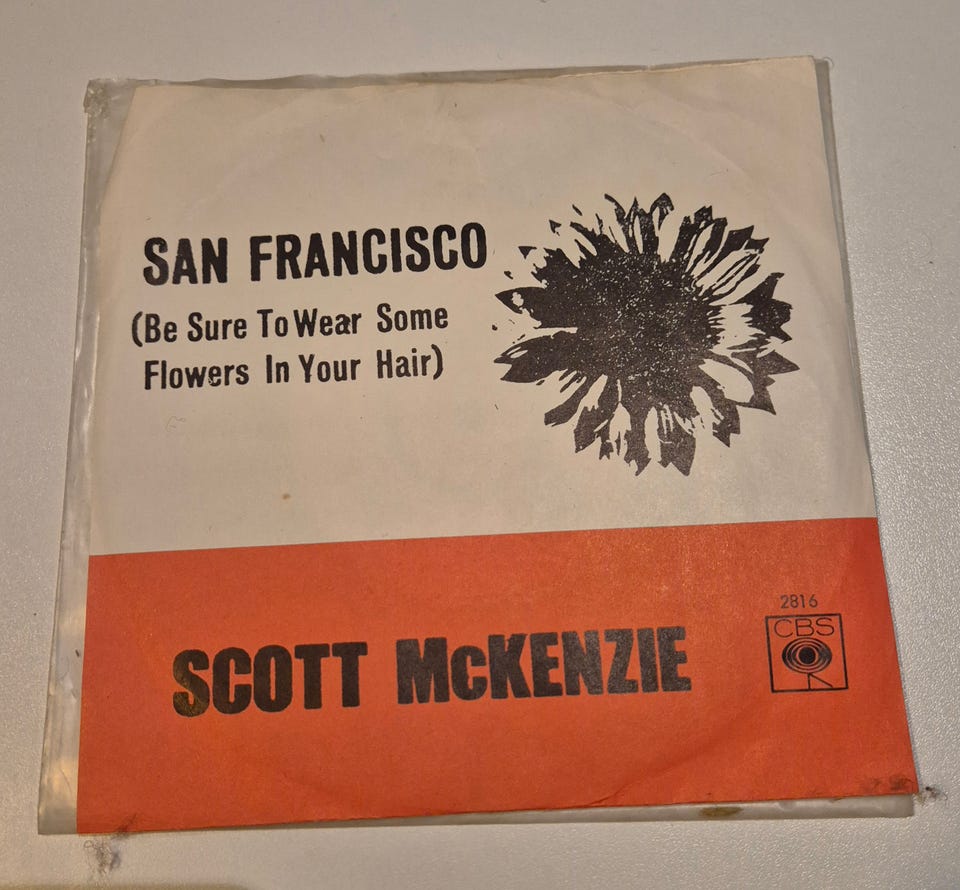 SAN FRANCISCO
(Be Sure To Wear Some
Flowers In Your Hair)
2816
CBS
SCOTT McKENZIE